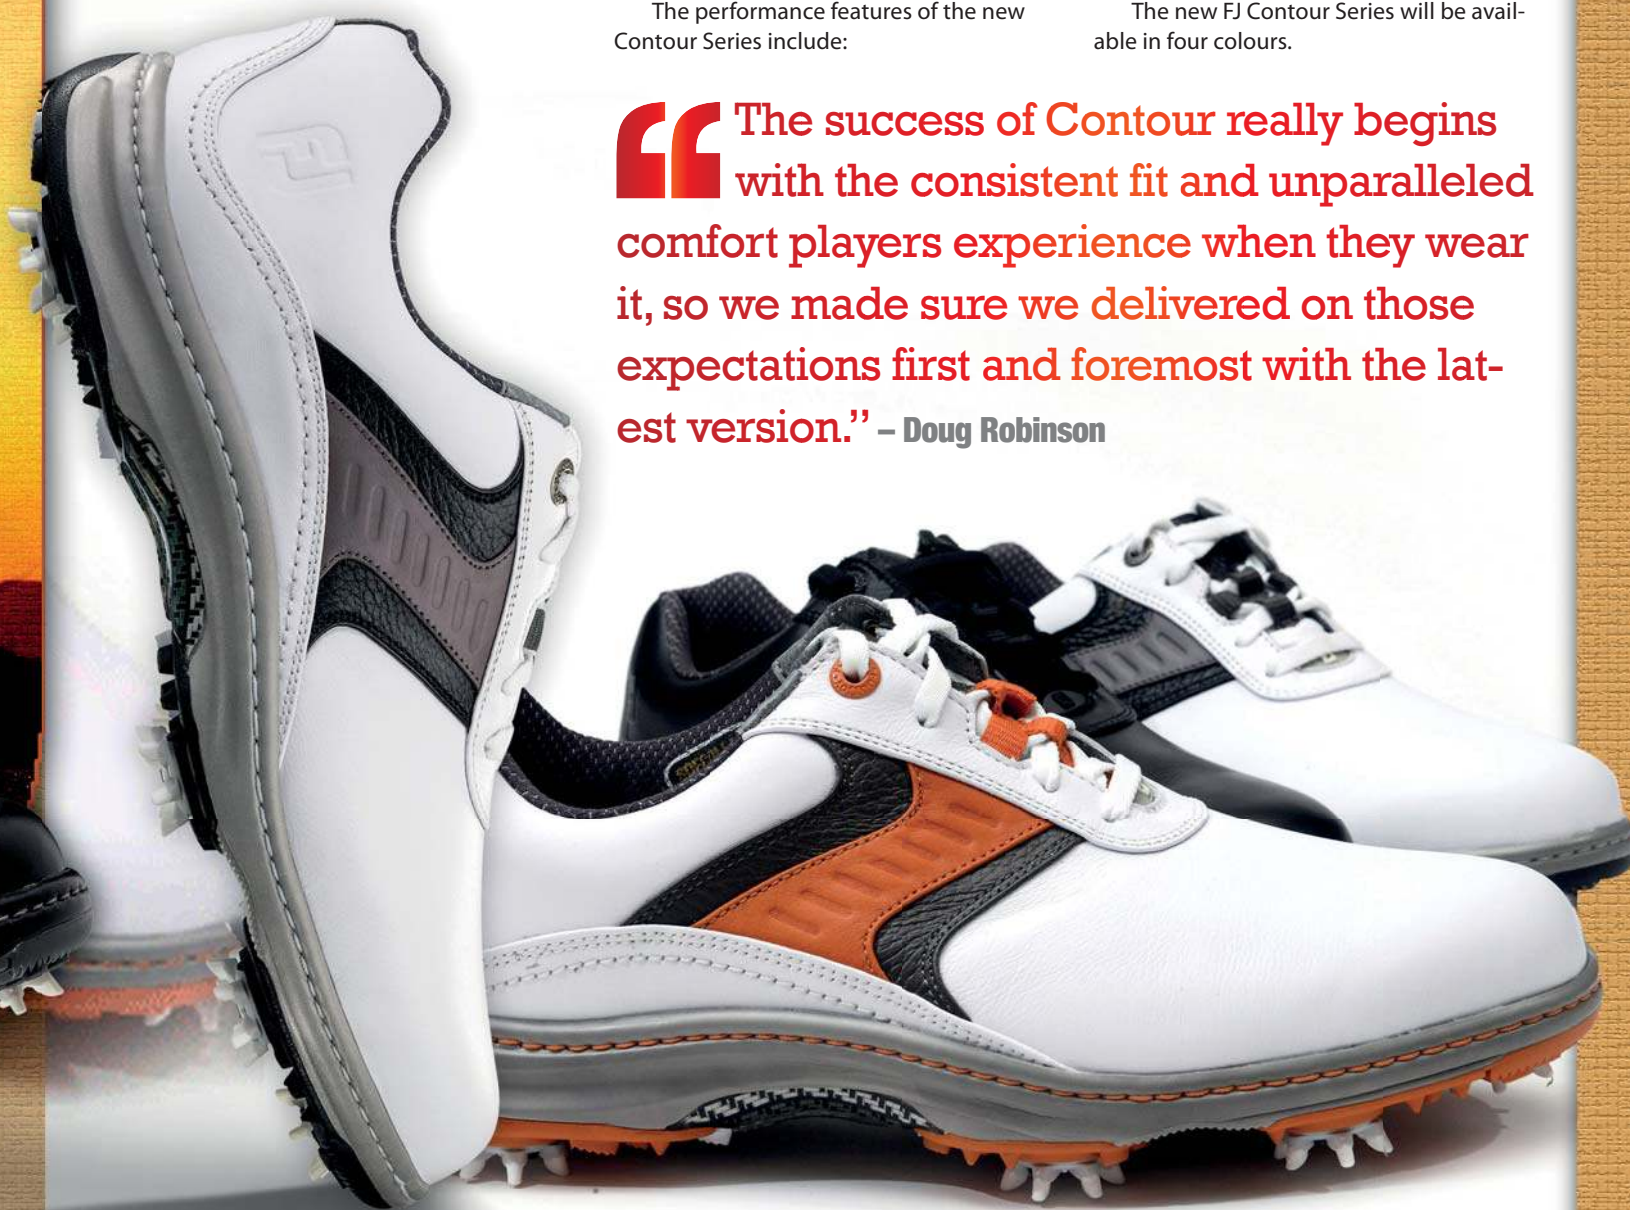 The performance features of the new
Contour Series include:
The new FJ Contour Series will be avail-
able in four colours.
“The success of Contour really begins
with the consistent fit and unparalleled
comfort players experience when they wear
it, so we made sure we delivered on those
expectations first and foremost with the lat-
est version.” – Doug Robinson
FJ